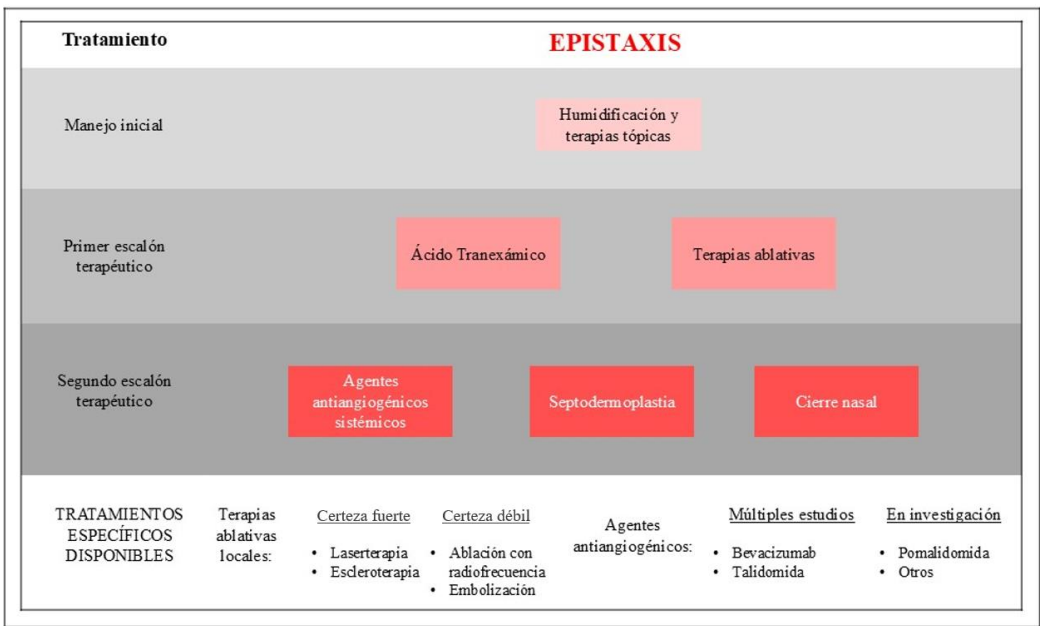 Tratamiento
EPISTAXIS
Manejo inicial
Humidificación y
terapias tópicas
Primer escalón
terapéutico
Ácido Tranexámico
Terapias ablativas
Segundo escalón
terapéutico
Agentes
antiangiogénicos
sistémicos
Septodermoplastia
Cierre nasal
TRATAMIENTOS
ESPECÍFICOS
DISPONIBLES
Terapias
ablativas
locales:
Certeza fuerte
• Laserterapia
• Escleroterapia
Certeza débil
• Ablación con
radiofrecuencia
• Embolización
Agentes
antiangiogénicos:
Múltiples estudios
• Bevacizumab
• Talidomida
En investigación
• Pomalidomida
• Otros